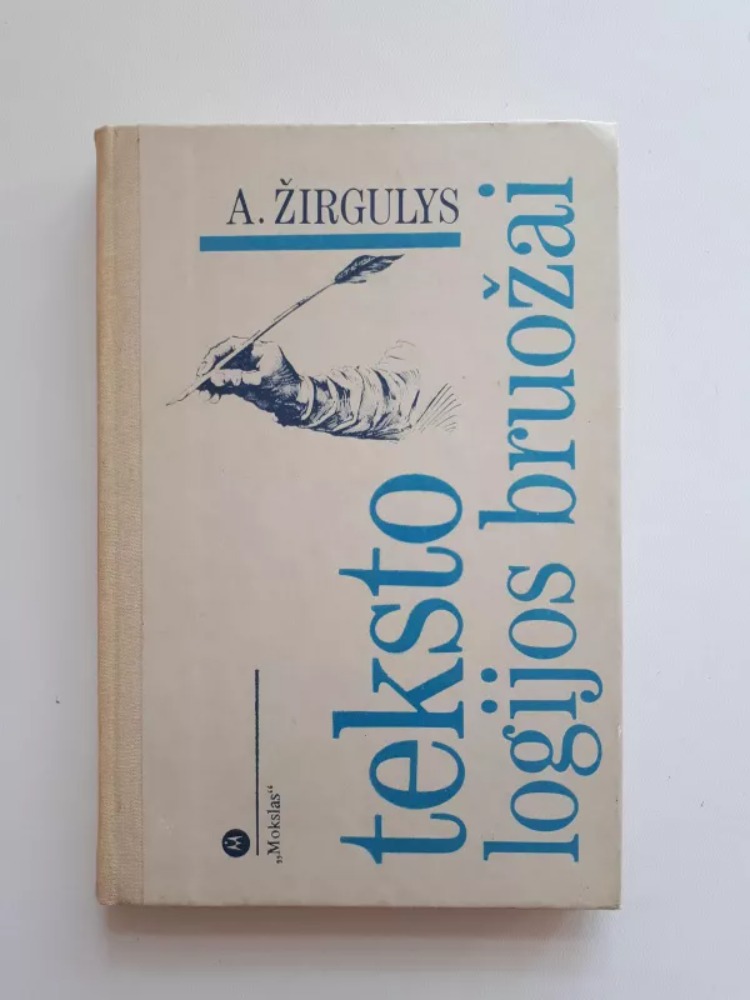 A. ŽIRGULYS
teksto
logijos bruožai
„Mokslas“